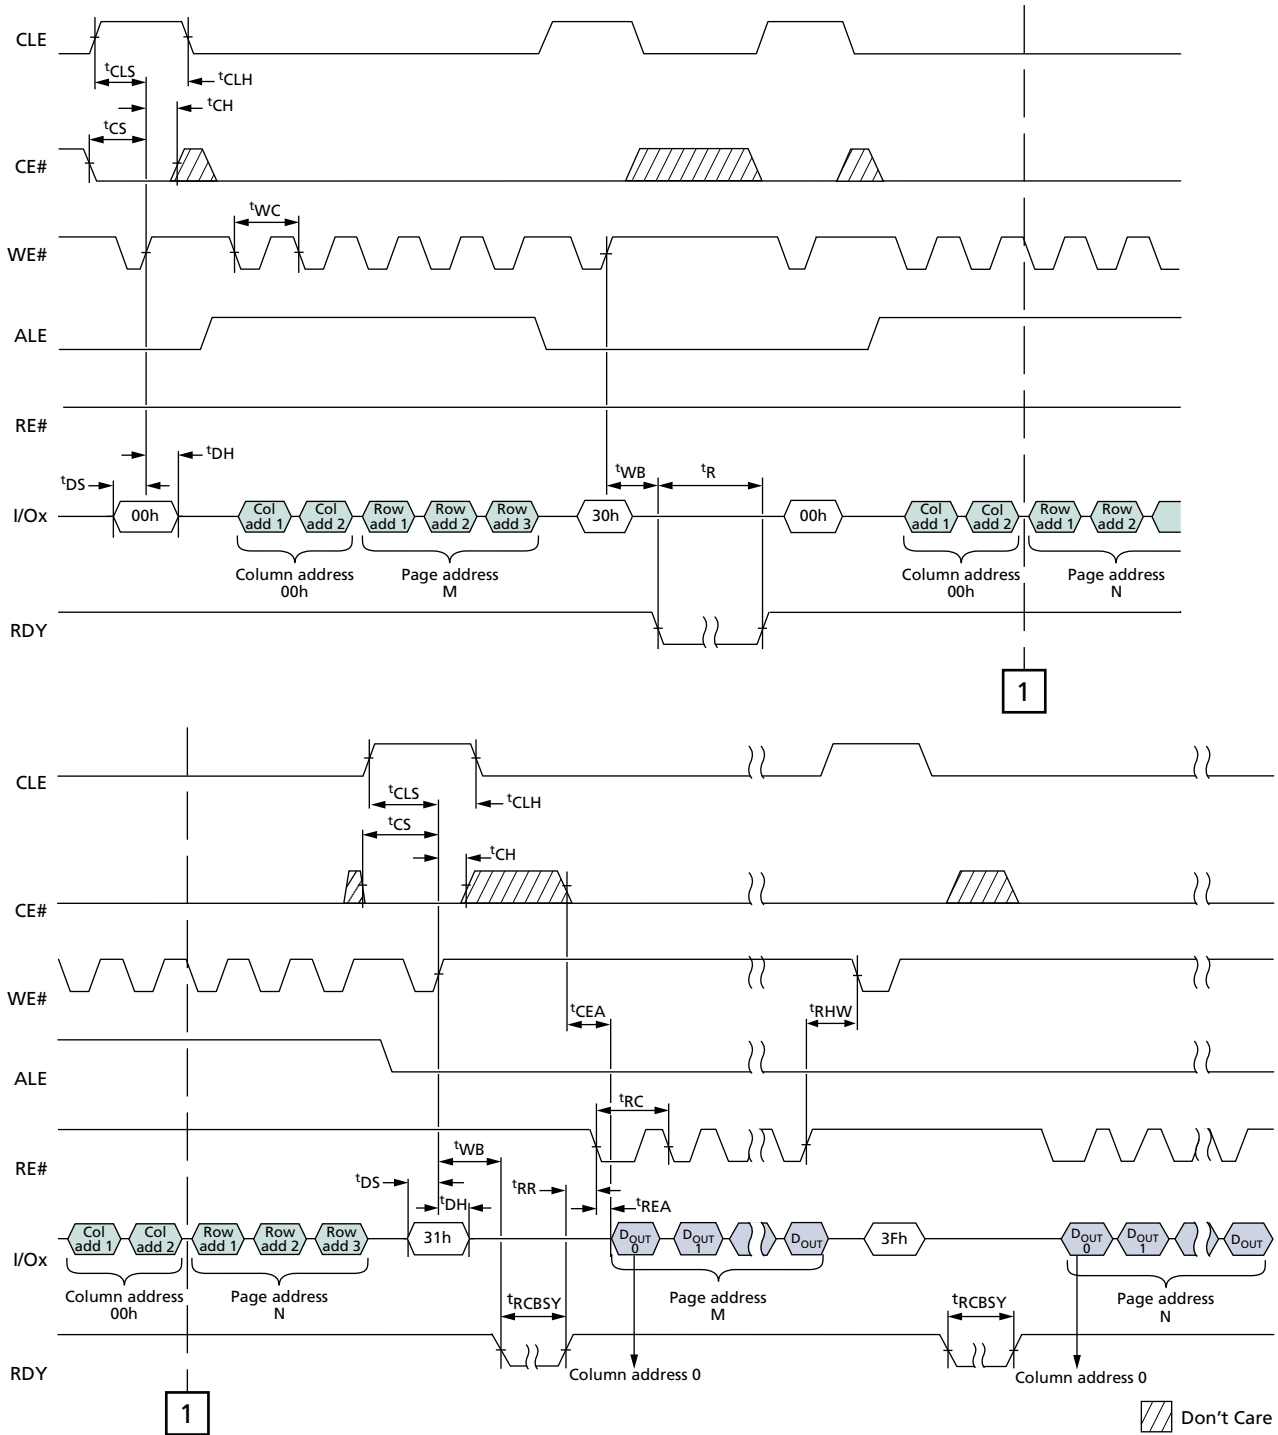 CLE
tCLS
tCLH
tCH
tCS
CE#
tWC
WE#
ALE
RE#
tDH
tDS
tWB
tR
I/Ox
00h
Col add 1
Col add 2
Row add 1
Row add 2
Row add 3
30h
00h
Col add 1
Col add 2
Row add 1
Row add 2
Column address
00h
Page address
M
Column address
00h
Page address
N
RDY
1
CLE
tCLS
tCLH
tCS
tCH
CE#
WE#
tCEA
tRHW
ALE
tRC
RE#
tWB
tDS
tRR
tDH
tREA
I/Ox
Col add 1
Col add 2
Row add 1
Row add 2
Row add 3
31h
DOUT 0
DOUT 1
DOUT
3Fh
DOUT 0
DOUT 1
DOUT
Column address
00h
Page address
N
tRCBSY
Page address
M
tRCBSY
Page address
N
RDY
Column address 0
Column address 0
1
Don't Care